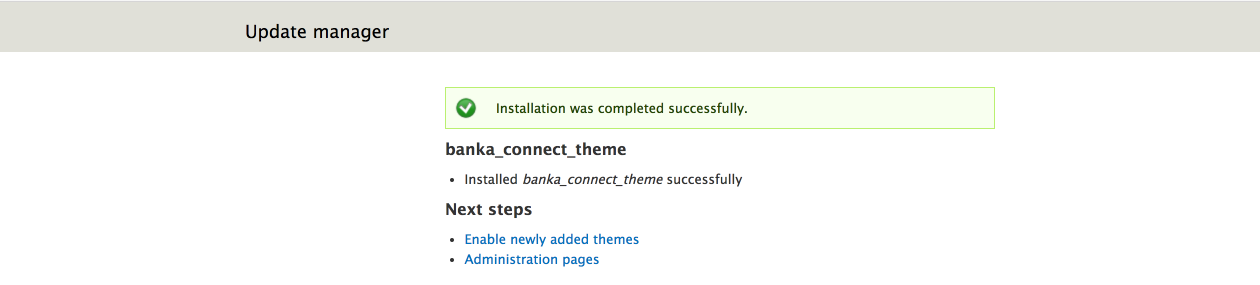 Update manager
Installation was completed successfully.
banka_connect_theme
Installed banka_connect_theme successfully
Next steps
Enable newly added themes
Administration pages